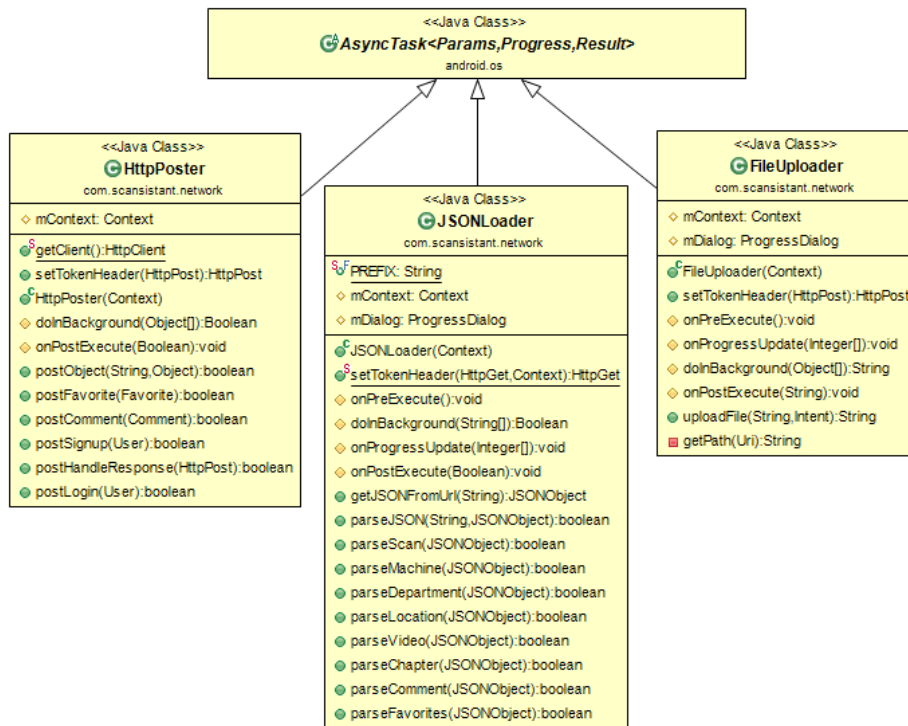 <<Java Class>>
AsyncTask<Params,Progress,Result>
android.os
<<Java Class>>
HttpPoster
com.scansistant.network
mContext: Context
getClient():HttpClient
setTokenHeader(HttpPost):HttpPost
HttpPoster(Context)
doInBackground(Object[]):Boolean
onPostExecute(Boolean):void
postObject(String,Object):boolean
postFavorite(Favorite):boolean
postComment(Comment):boolean
postSignup(User):boolean
postHandleResponse(HttpPost):boolean
postLogin(User):boolean
<<Java Class>>
JSONLoader
com.scansistant.network
PREFIX: String
mContext: Context
mDialog: ProgressDialog
JSONLoader(Context)
setTokenHeader(HttpGet,Context):HttpGet
onPreExecute():void
doInBackground(String[]):Boolean
onProgressUpdate(Integer[]):void
onPostExecute(Boolean):void
getJSONFromUrl(String):JSONObject
parseJSON(String,JSONObject):boolean
parseScan(JSONObject):boolean
parseMachine(JSONObject):boolean
parseDepartment(JSONObject):boolean
parseLocation(JSONObject):boolean
parseVideo(JSONObject):boolean
parseChapter(JSONObject):boolean
parseComment(JSONObject):boolean
parseFavorites(JSONObject):boolean
<<Java Class>>
FileUploader
com.scansistant.network
mContext: Context
mDialog: ProgressDialog
FileUploader(Context)
setTokenHeader(HttpPost):HttpPost
onPreExecute():void
onProgressUpdate(Integer[]):void
doInBackground(Object[]):String
onPostExecute(String):void
uploadFile(String,Intent):String
getPath(Uri):String